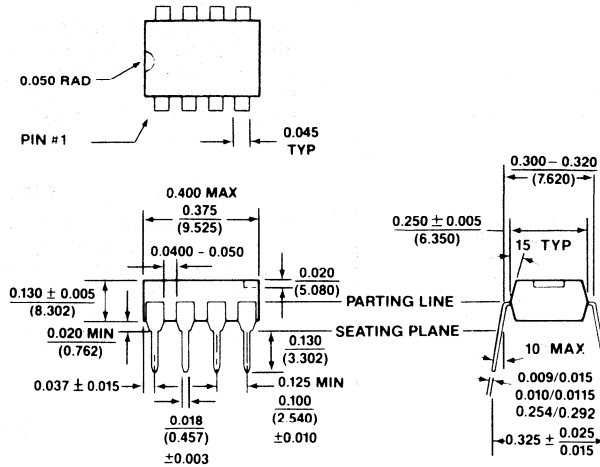 0.050 RAD
PIN #1
0.045
TYP
0.300 – 0.320
(7.620)
0.400 MAX
0.375
(9.525)
0.250 ± 0.005
(6.350)
15 TYP
0.0400 – 0.050
0.020
(5.080)
0.130 ± 0.005
(8.302)
PARTING LINE
0.020 MIN
(0.762)
SEATING PLANE
0.130
(3.302)
10 MAX
0.037 ± 0.015
0.125 MIN
0.009/0.015
0.010/0.0115
0.254/0.292
0.100
(2.540)
±0.010
0.018
(0.457)
±0.003
0.325 ± 0.025
0.015